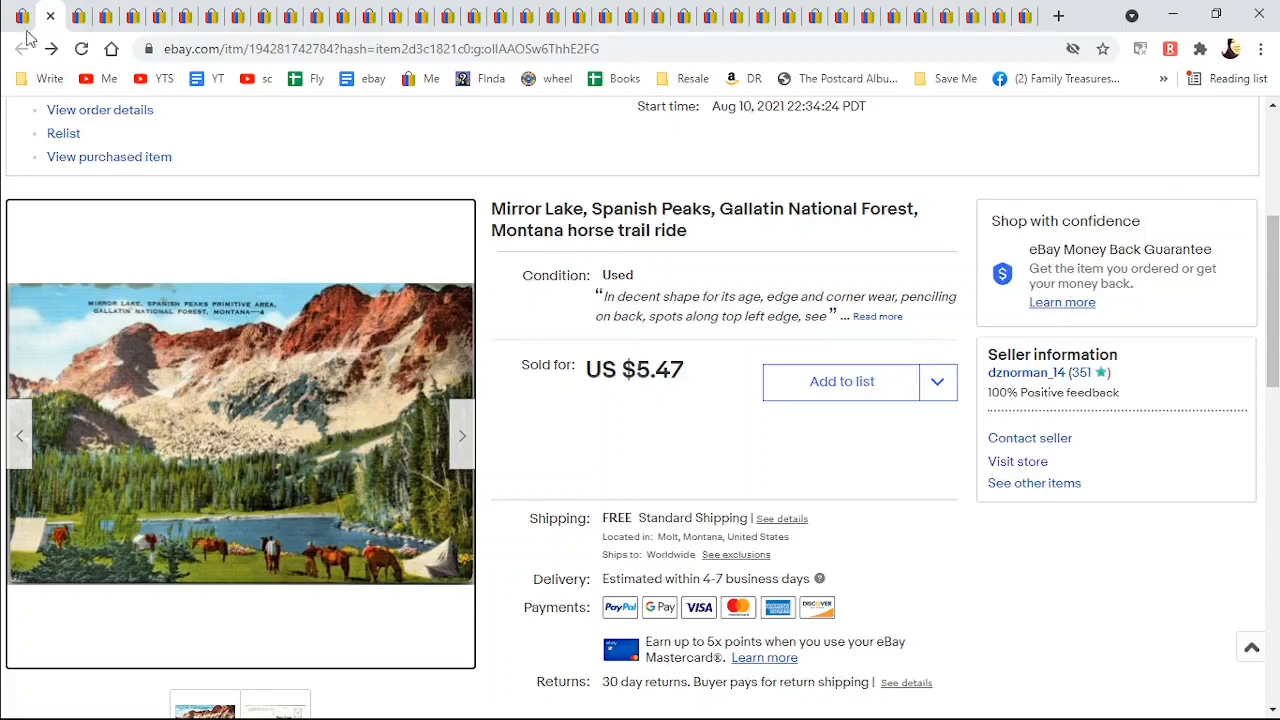 ebay.com/itm/194281742784?hash=item2d3c1821c0:g:olIAAOSw6ThhE2FG
Write Me YTS YT sc Fly ebay Me FInda wheel Books Resale DR The Postcard Albu... Save Me (2) Family Treasures... » Reading list
View order details
Relist
View purchased item
Start time: Aug 10, 2021 22:34:24 PDT
MIRROR LAKE, SPANISH PEAKS PRIMITIVE AREA,
GALLATIN NATIONAL FOREST, MONTANA—4
Mirror Lake, Spanish Peaks, Gallatin National Forest,
Montana horse trail ride
Condition: Used
“In decent shape for its age, edge and corner wear, penciling
on back, spots along top left edge, see” ... Read more
Sold for: US $5.47
Add to list
Shipping: FREE Standard Shipping | See details
Located in: Molt, Montana, United States
Ships to: Worldwide See exclusions
Delivery: Estimated within 4-7 business days
Payments: PayPal G Pay VISA MasterCard AMERICAN EXPRESS DISCOVER
ebay Earn up to 5x points when you use your eBay
Mastercard®. Learn more
Returns: 30 day returns. Buyer pays for return shipping | See details
Shop with confidence
eBay Money Back Guarantee
Get the item you ordered or get
your money back.
Learn more
Seller information
dznorman_14 (351)
100% Positive feedback
Contact seller
Visit store
See other items